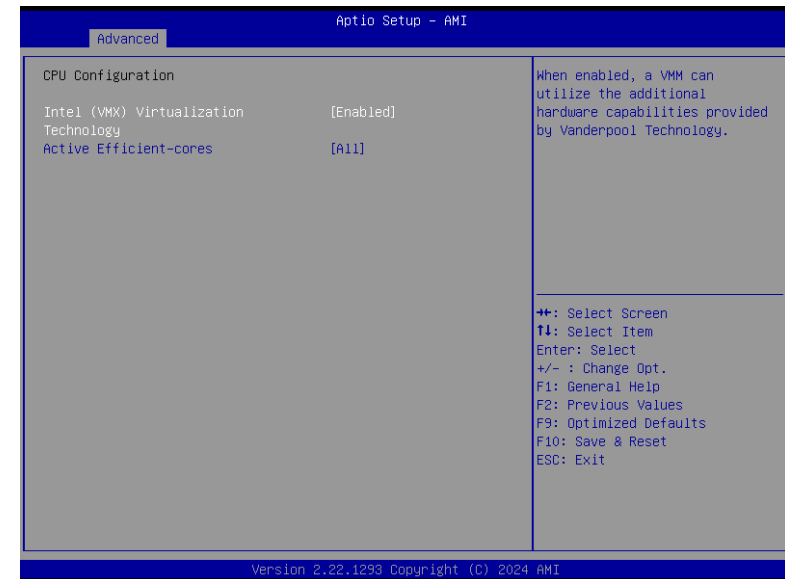 Aptio Setup - AMI
Advanced
CPU Configuration
Intel (VMX) Virtualization [Enabled]
Technology
Active Efficient-cores [All]
When enabled, a VMM can
utilize the additional
hardware capabilities provided
by Vanderpool Technology.
→←: Select Screen
↑↓: Select Item
Enter: Select
+/- : Change Opt.
F1: General Help
F2: Previous Values
F9: Optimized Defaults
F10: Save & Reset
ESC: Exit
Version 2.22.1293 Copyright (C) 2024 AMI